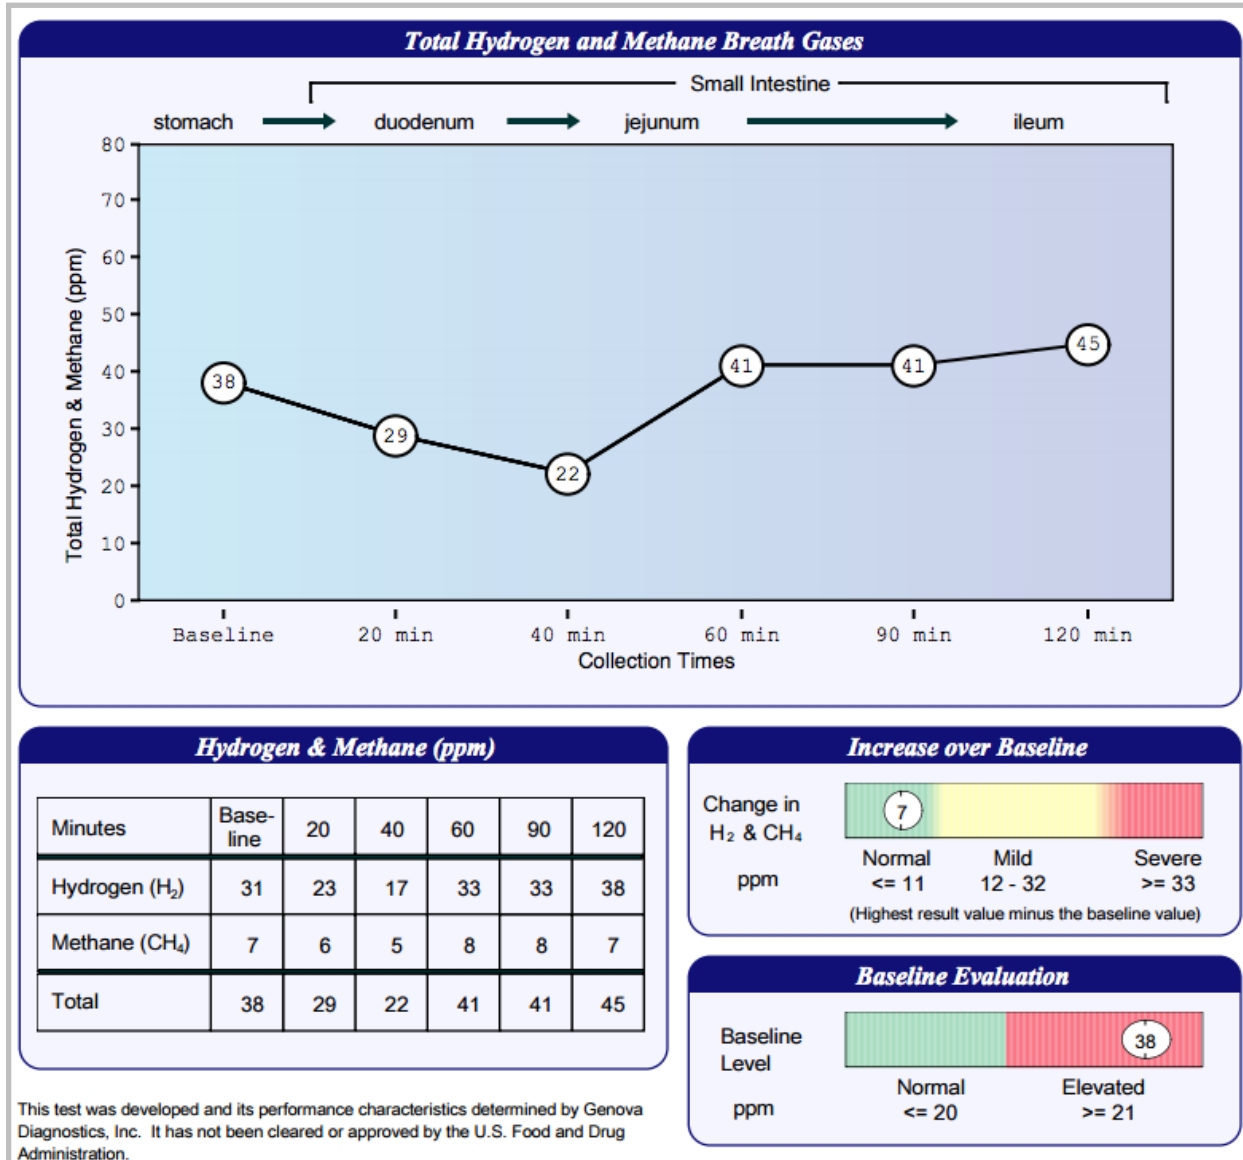 Total Hydrogen and Methane Breath Gases
Small Intestine
stomach duodenum jejunum ileum
Total Hydrogen & Methane (ppm)
80
70
60
50
40
30
20
10
0
38 29 22 41 41 45
Baseline 20 min 40 min 60 min 90 min 120 min
Collection Times
Hydrogen & Methane (ppm)
Minutes Base-line 20 40 60 90 120
Hydrogen (H₂) 31 23 17 33 33 38
Methane (CH₄) 7 6 5 8 8 7
Total 38 29 22 41 41 45
This test was developed and its performance characteristics determined by Genova
Diagnostics, Inc. It has not been cleared or approved by the U.S. Food and Drug
Administration.
Increase over Baseline
Change in
H₂ & CH₄
ppm
7
Normal Mild Severe
<= 11 12 - 32 >= 33
(Highest result value minus the baseline value)
Baseline Evaluation
Baseline
Level
ppm
38
Normal Elevated
<= 20 >= 21